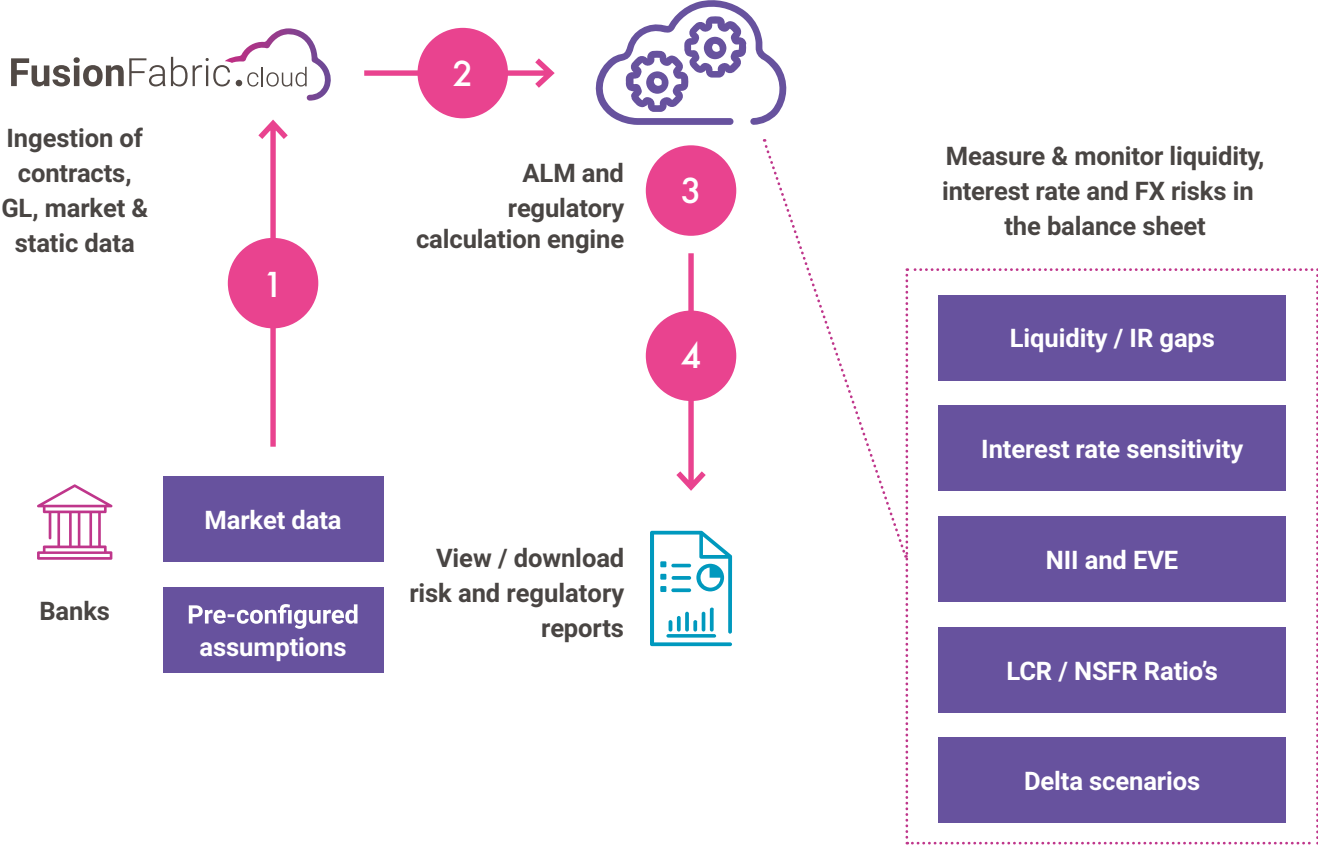 FusionFabric.cloud
Ingestion of
contracts,
GL, market &
static data
1
2
ALM and
regulatory
calculation engine
3
4
Banks
Market data
Pre-configured
assumptions
View / download
risk and regulatory
reports
Measure & monitor liquidity,
interest rate and FX risks in
the balance sheet
Liquidity / IR gaps
Interest rate sensitivity
NII and EVE
LCR / NSFR Ratio's
Delta scenarios